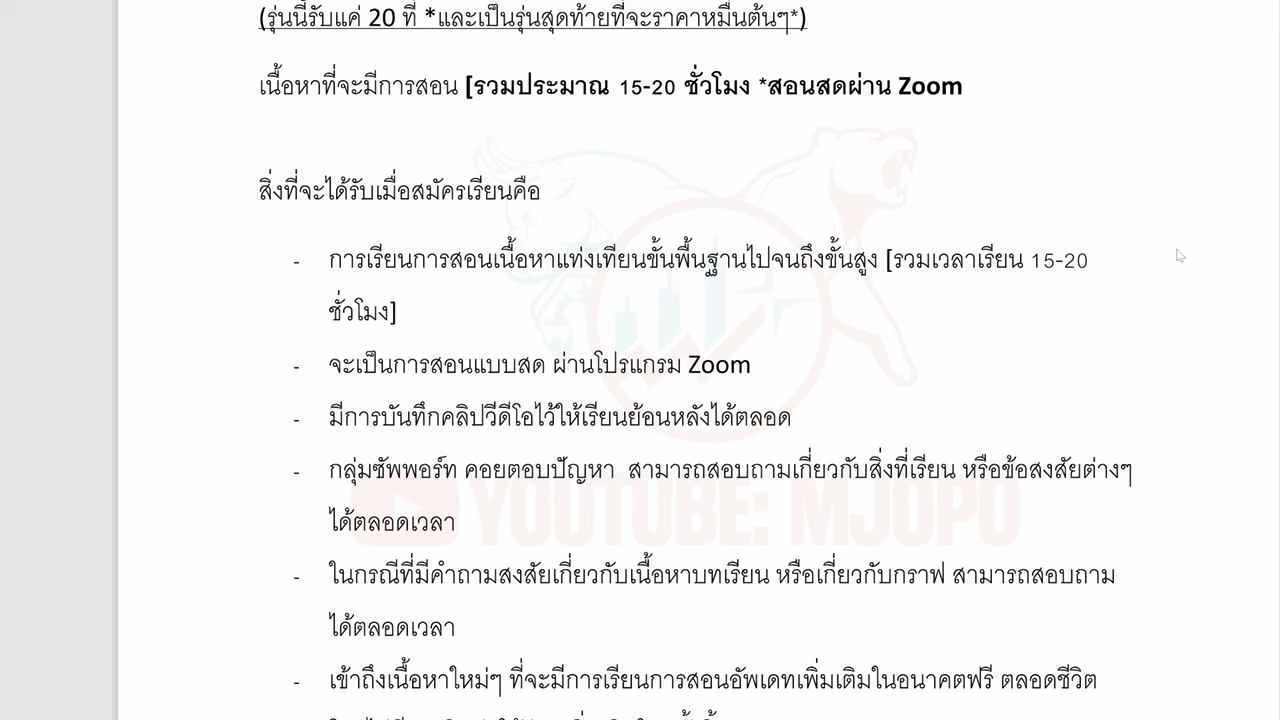 (รุ่นนี้รับแค่ 20 ที่ *และเป็นรุ่นสุดท้ายที่จะราคาหมื่นต้นๆ*)
เนื้อหาที่จะมีการสอน [รวมประมาณ 15-20 ชั่วโมง *สอนสดผ่าน Zoom
สิ่งที่จะได้รับเมื่อสมัครเรียนคือ
- การเรียนการสอนเนื้อหาแท่งเทียนขั้นพื้นฐานไปจนถึงขั้นสูง [รวมเวลาเรียน 15-20
ชั่วโมง]
- จะเป็นการสอนแบบสด ผ่านโปรแกรม Zoom
- มีการบันทึกคลิปวีดีโอไว้ให้เรียนย้อนหลังได้ตลอด
- กลุ่มซัพพอร์ท คอยตอบปัญหา สามารถสอบถามเกี่ยวกับสิ่งที่เรียน หรือข้อสงสัยต่างๆ
YOUTUBE: MJOPO
ได้ตลอดเวลา
- ในกรณีที่มีคำถามสงสัยเกี่ยวกับเนื้อหาบทเรียน หรือเกี่ยวกับกราฟ สามารถสอบถาม
ได้ตลอดเวลา
- เข้าถึงเนื้อหาใหม่ๆ ที่จะมีการเรียนการสอนอัพเดทเพิ่มเติมในอนาคตฟรี ตลอดชีวิต